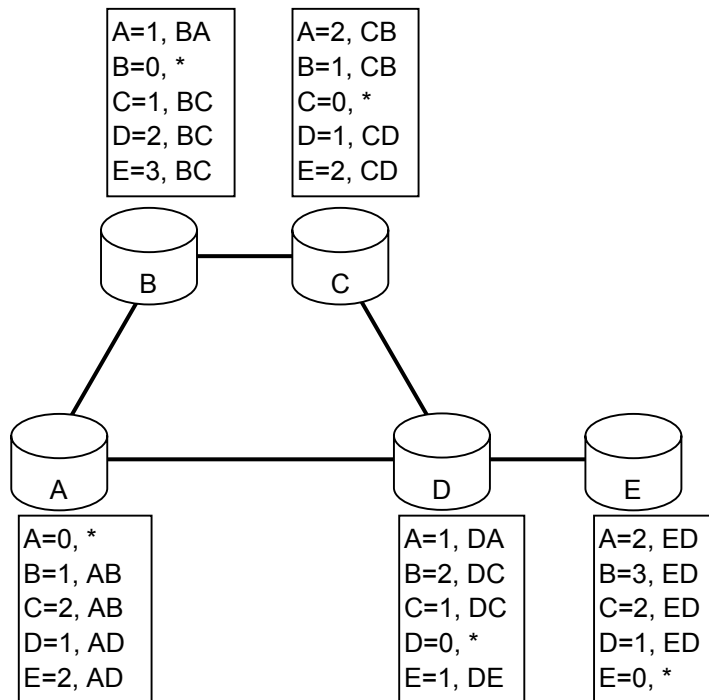 A=1, BA
B=0, *
C=1, BC
D=2, BC
E=3, BC
A=2, CB
B=1, CB
C=0, *
D=1, CD
E=2, CD
B
C
A
D
E
A=0, *
B=1, AB
C=2, AB
D=1, AD
E=2, AD
A=1, DA
B=2, DC
C=1, DC
D=0, *
E=1, DE
A=2, ED
B=3, ED
C=2, ED
D=1, ED
E=0, *